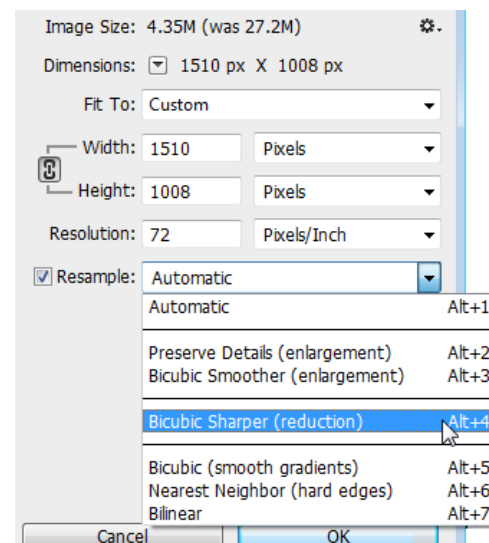 Image Size: 4.35M (was 27.2M)
Dimensions: 1510 px X 1008 px
Fit To: Custom
Width: 1510 Pixels
Height: 1008 Pixels
Resolution: 72 Pixels/Inch
Resample: Automatic
Automatic Alt+1
Preserve Details (enlargement) Alt+2
Bicubic Smoother (enlargement) Alt+3
Bicubic Sharper (reduction) Alt+4
Bicubic (smooth gradients) Alt+5
Nearest Neighbor (hard edges) Alt+6
Bilinear Alt+7
Cancel OK